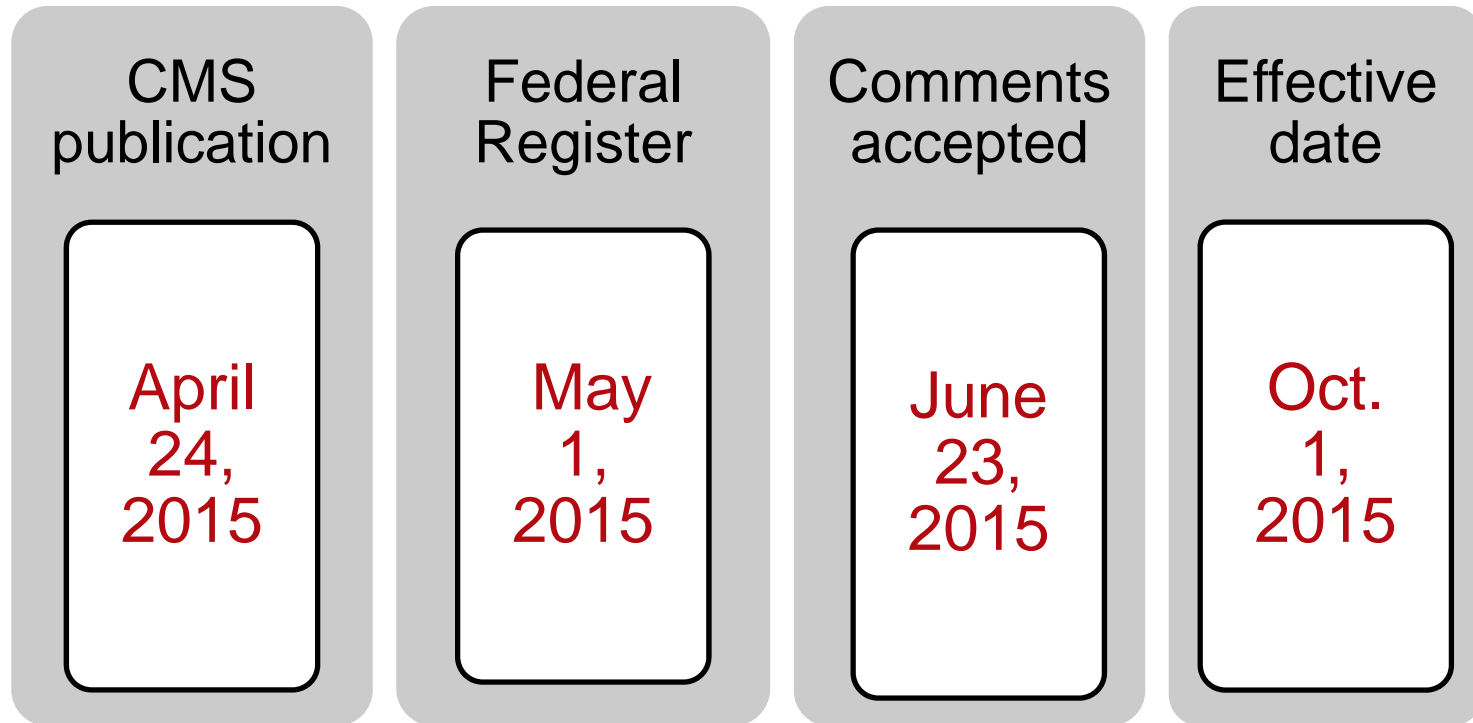 CMS
publication
April
24,
2015
Federal
Register
May
1,
2015
Comments
accepted
June
23,
2015
Effective
date
Oct.
1,
2015